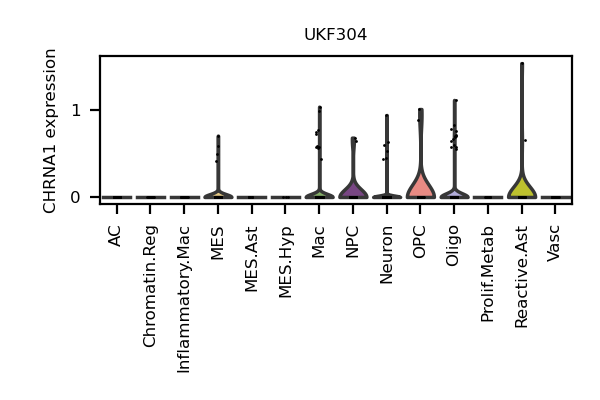 UKF304
CHRNA1 expression
1
0
AC
Chromatin.Reg
Inflammatory.Mac
MES
MES.Ast
MES.Hyp
Mac
NPC
Neuron
OPC
Oligo
Prolif.Metab
Reactive.Ast
Vasc